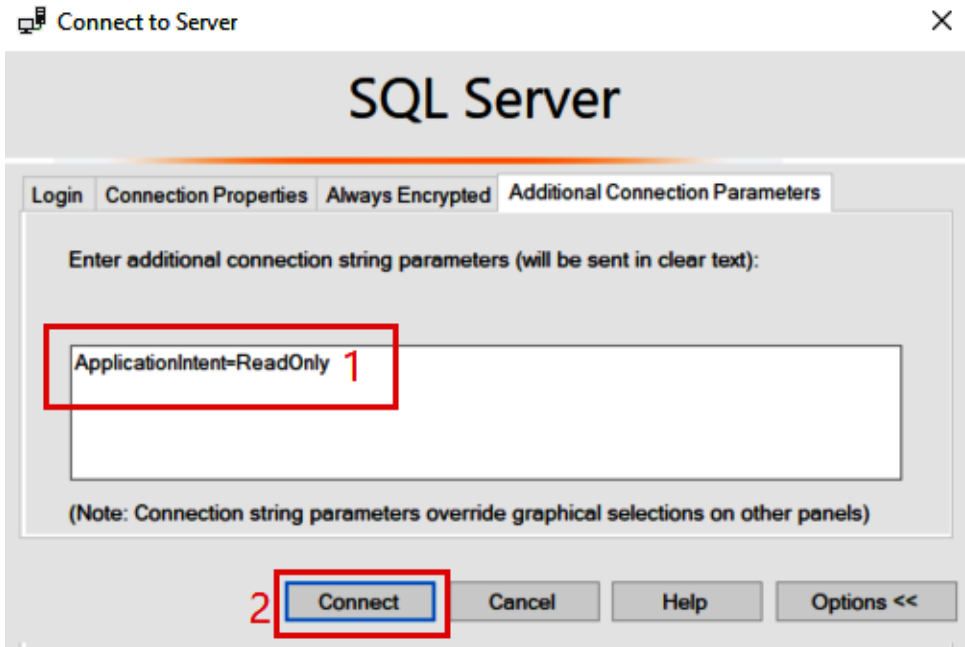 Connect to Server
SQL Server
Login Connection Properties Always Encrypted Additional Connection Parameters
Enter additional connection string parameters (will be sent in clear text):
ApplicationIntent=ReadOnly 1
(Note: Connection string parameters override graphical selections on other panels)
2 Connect Cancel Help Options <<